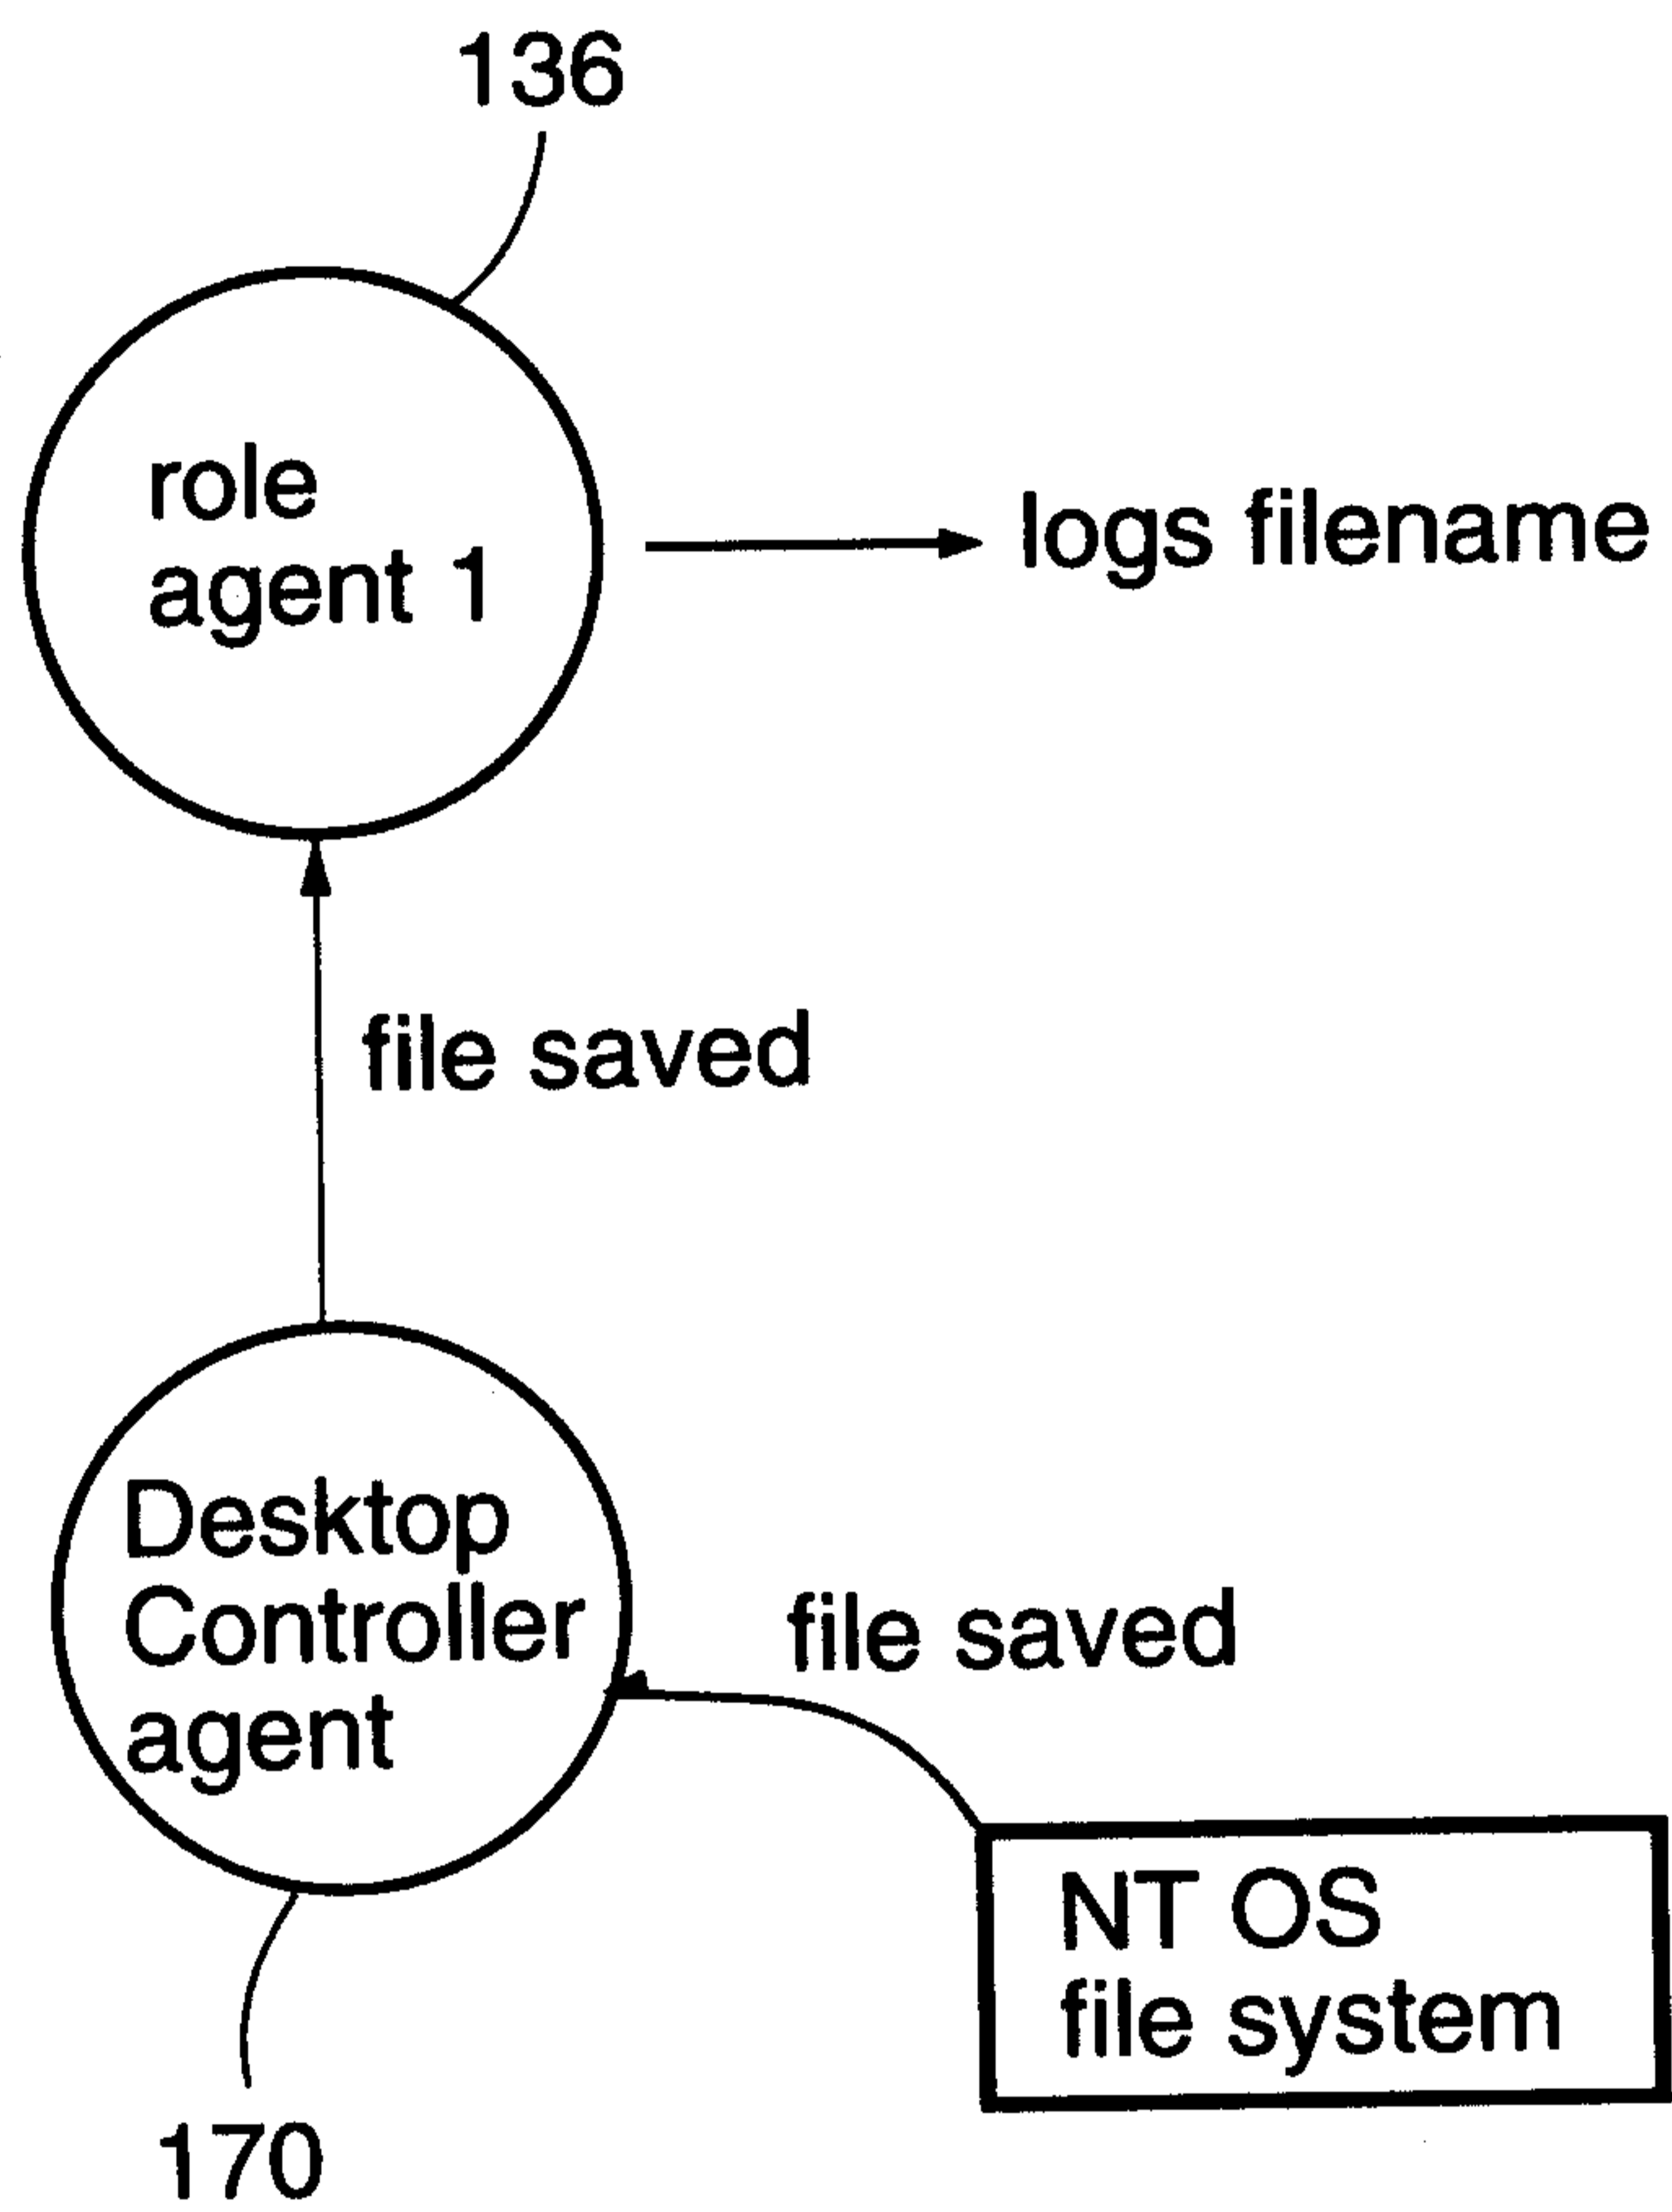 136
role
agent 1
logs filename
file saved
Desktop
Controller
agent
file saved
NT OS
file system
170